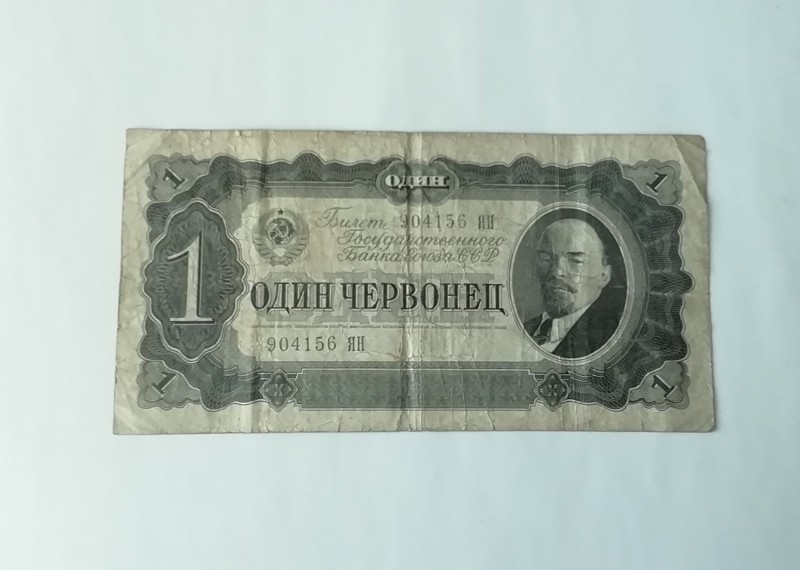 1 ОДИН 1
Билет 904156 ЯН
Государственного
Банка Союза ССР
1
ОДИН ЧЕРВОНЕЦ
904156 ЯН
1 1